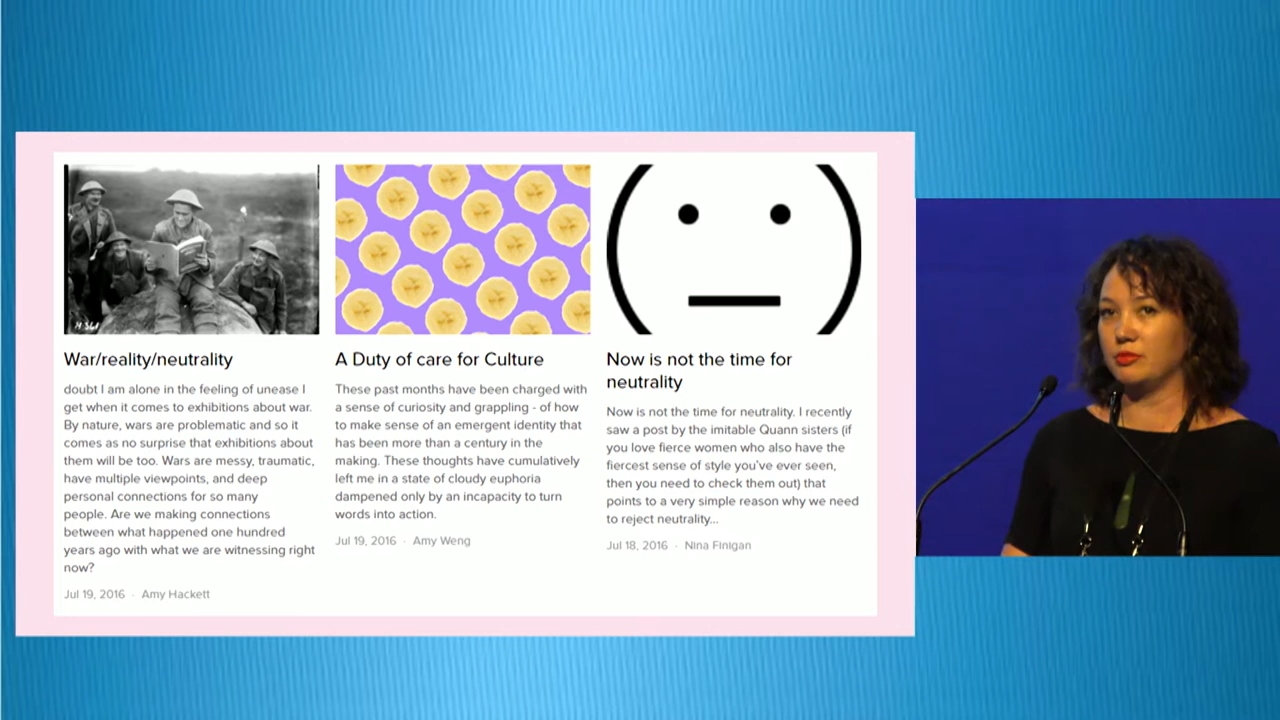 H 361
War/reality/neutrality
doubt I am alone in the feeling of unease I
get when it comes to exhibitions about war.
By nature, wars are problematic and so it
comes as no surprise that exhibitions about
them will be too. Wars are messy, traumatic,
have multiple viewpoints, and deep
personal connections for so many
people. Are we making connections
between what happened one hundred
years ago with what we are witnessing right
now?
Jul 19, 2016 · Amy Hackett
A Duty of care for Culture
These past months have been charged with
a sense of curiosity and grappling - of how
to make sense of an emergent identity that
has been more than a century in the
making. These thoughts have cumulatively
left me in a state of cloudy euphoria
dampened only by an incapacity to turn
words into action.
Jul 19, 2016 · Amy Weng
Now is not the time for
neutrality
Now is not the time for neutrality. I recently
saw a post by the imitable Quann sisters (if
you love fierce women who also have the
fiercest sense of style you've ever seen,
then you need to check them out) that
points to a very simple reason why we need
to reject neutrality...
Jul 18, 2016 · Nina Finigan